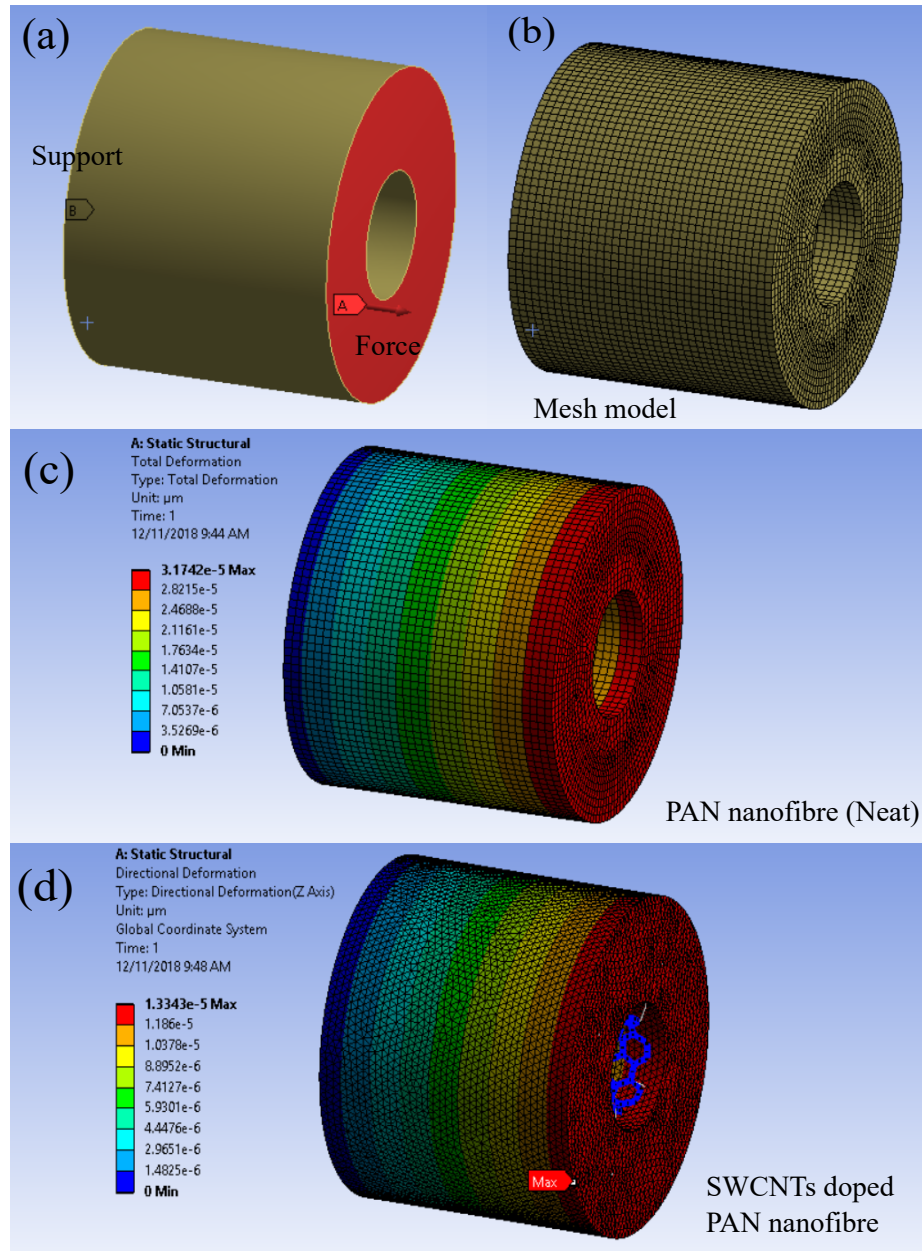 (a)
Support
B
A
Force
(b)
Mesh model
(c)
A: Static Structural
Total Deformation
Type: Total Deformation
Unit: µm
Time: 1
12/11/2018 9:44 AM
3.1742e-5 Max
2.8215e-5
2.4688e-5
2.1161e-5
1.7634e-5
1.4107e-5
1.0581e-5
7.0537e-6
3.5269e-6
0 Min
PAN nanofibre (Neat)
(d)
A: Static Structural
Directional Deformation
Type: Directional Deformation(Z Axis)
Unit: µm
Global Coordinate System
Time: 1
12/11/2018 9:48 AM
1.3343e-5 Max
1.186e-5
1.0378e-5
8.8952e-6
7.4127e-6
5.9301e-6
4.4476e-6
2.9651e-6
1.4825e-6
0 Min
Max
SWCNTs doped
PAN nanofibre